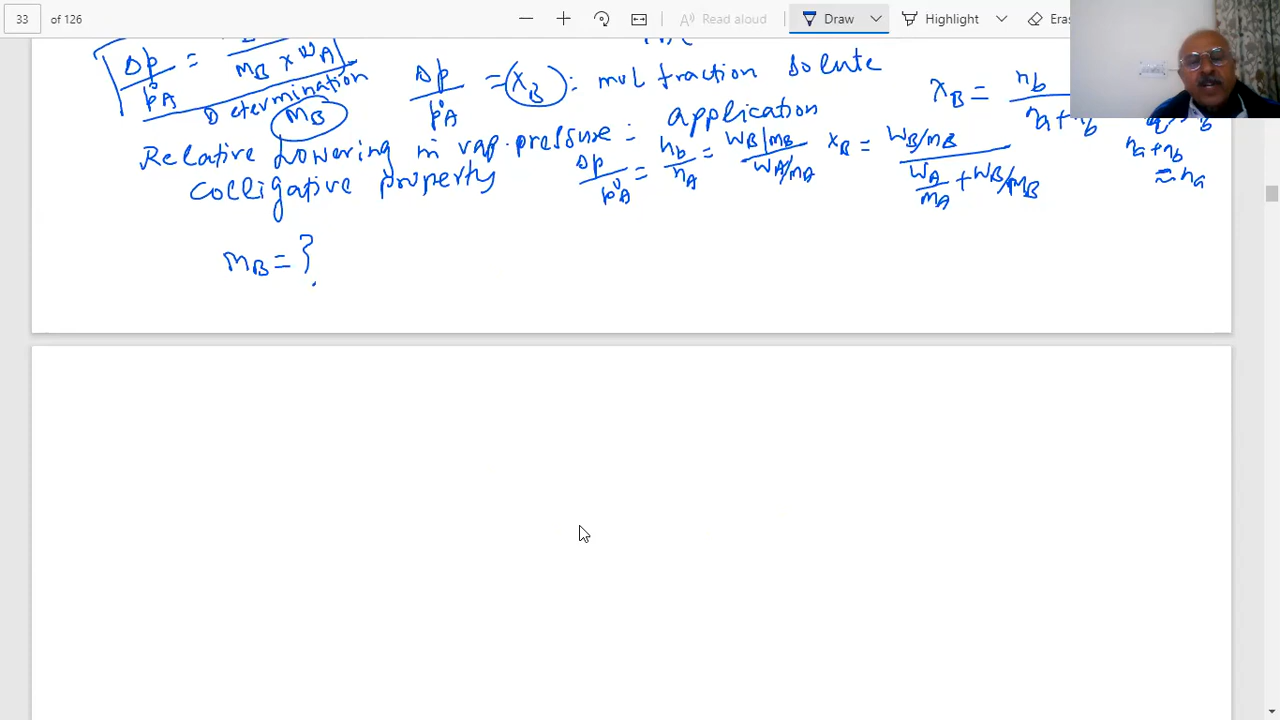 33 of 126
Read aloud
Draw
Highlight
Eras
Δp/p°A = / MB x WA
Determination
MB
Δp/p°A = XB : mol fraction solute
application
XB = nb/na+nb
na+nb
≈ na
Relative Lowering in vap. pressure =
Colligative property
Δp/p°A = nb/nA = WB/MB / WA/MA
XB = WB/MB / WA/MA + WB/MB
MB = ?